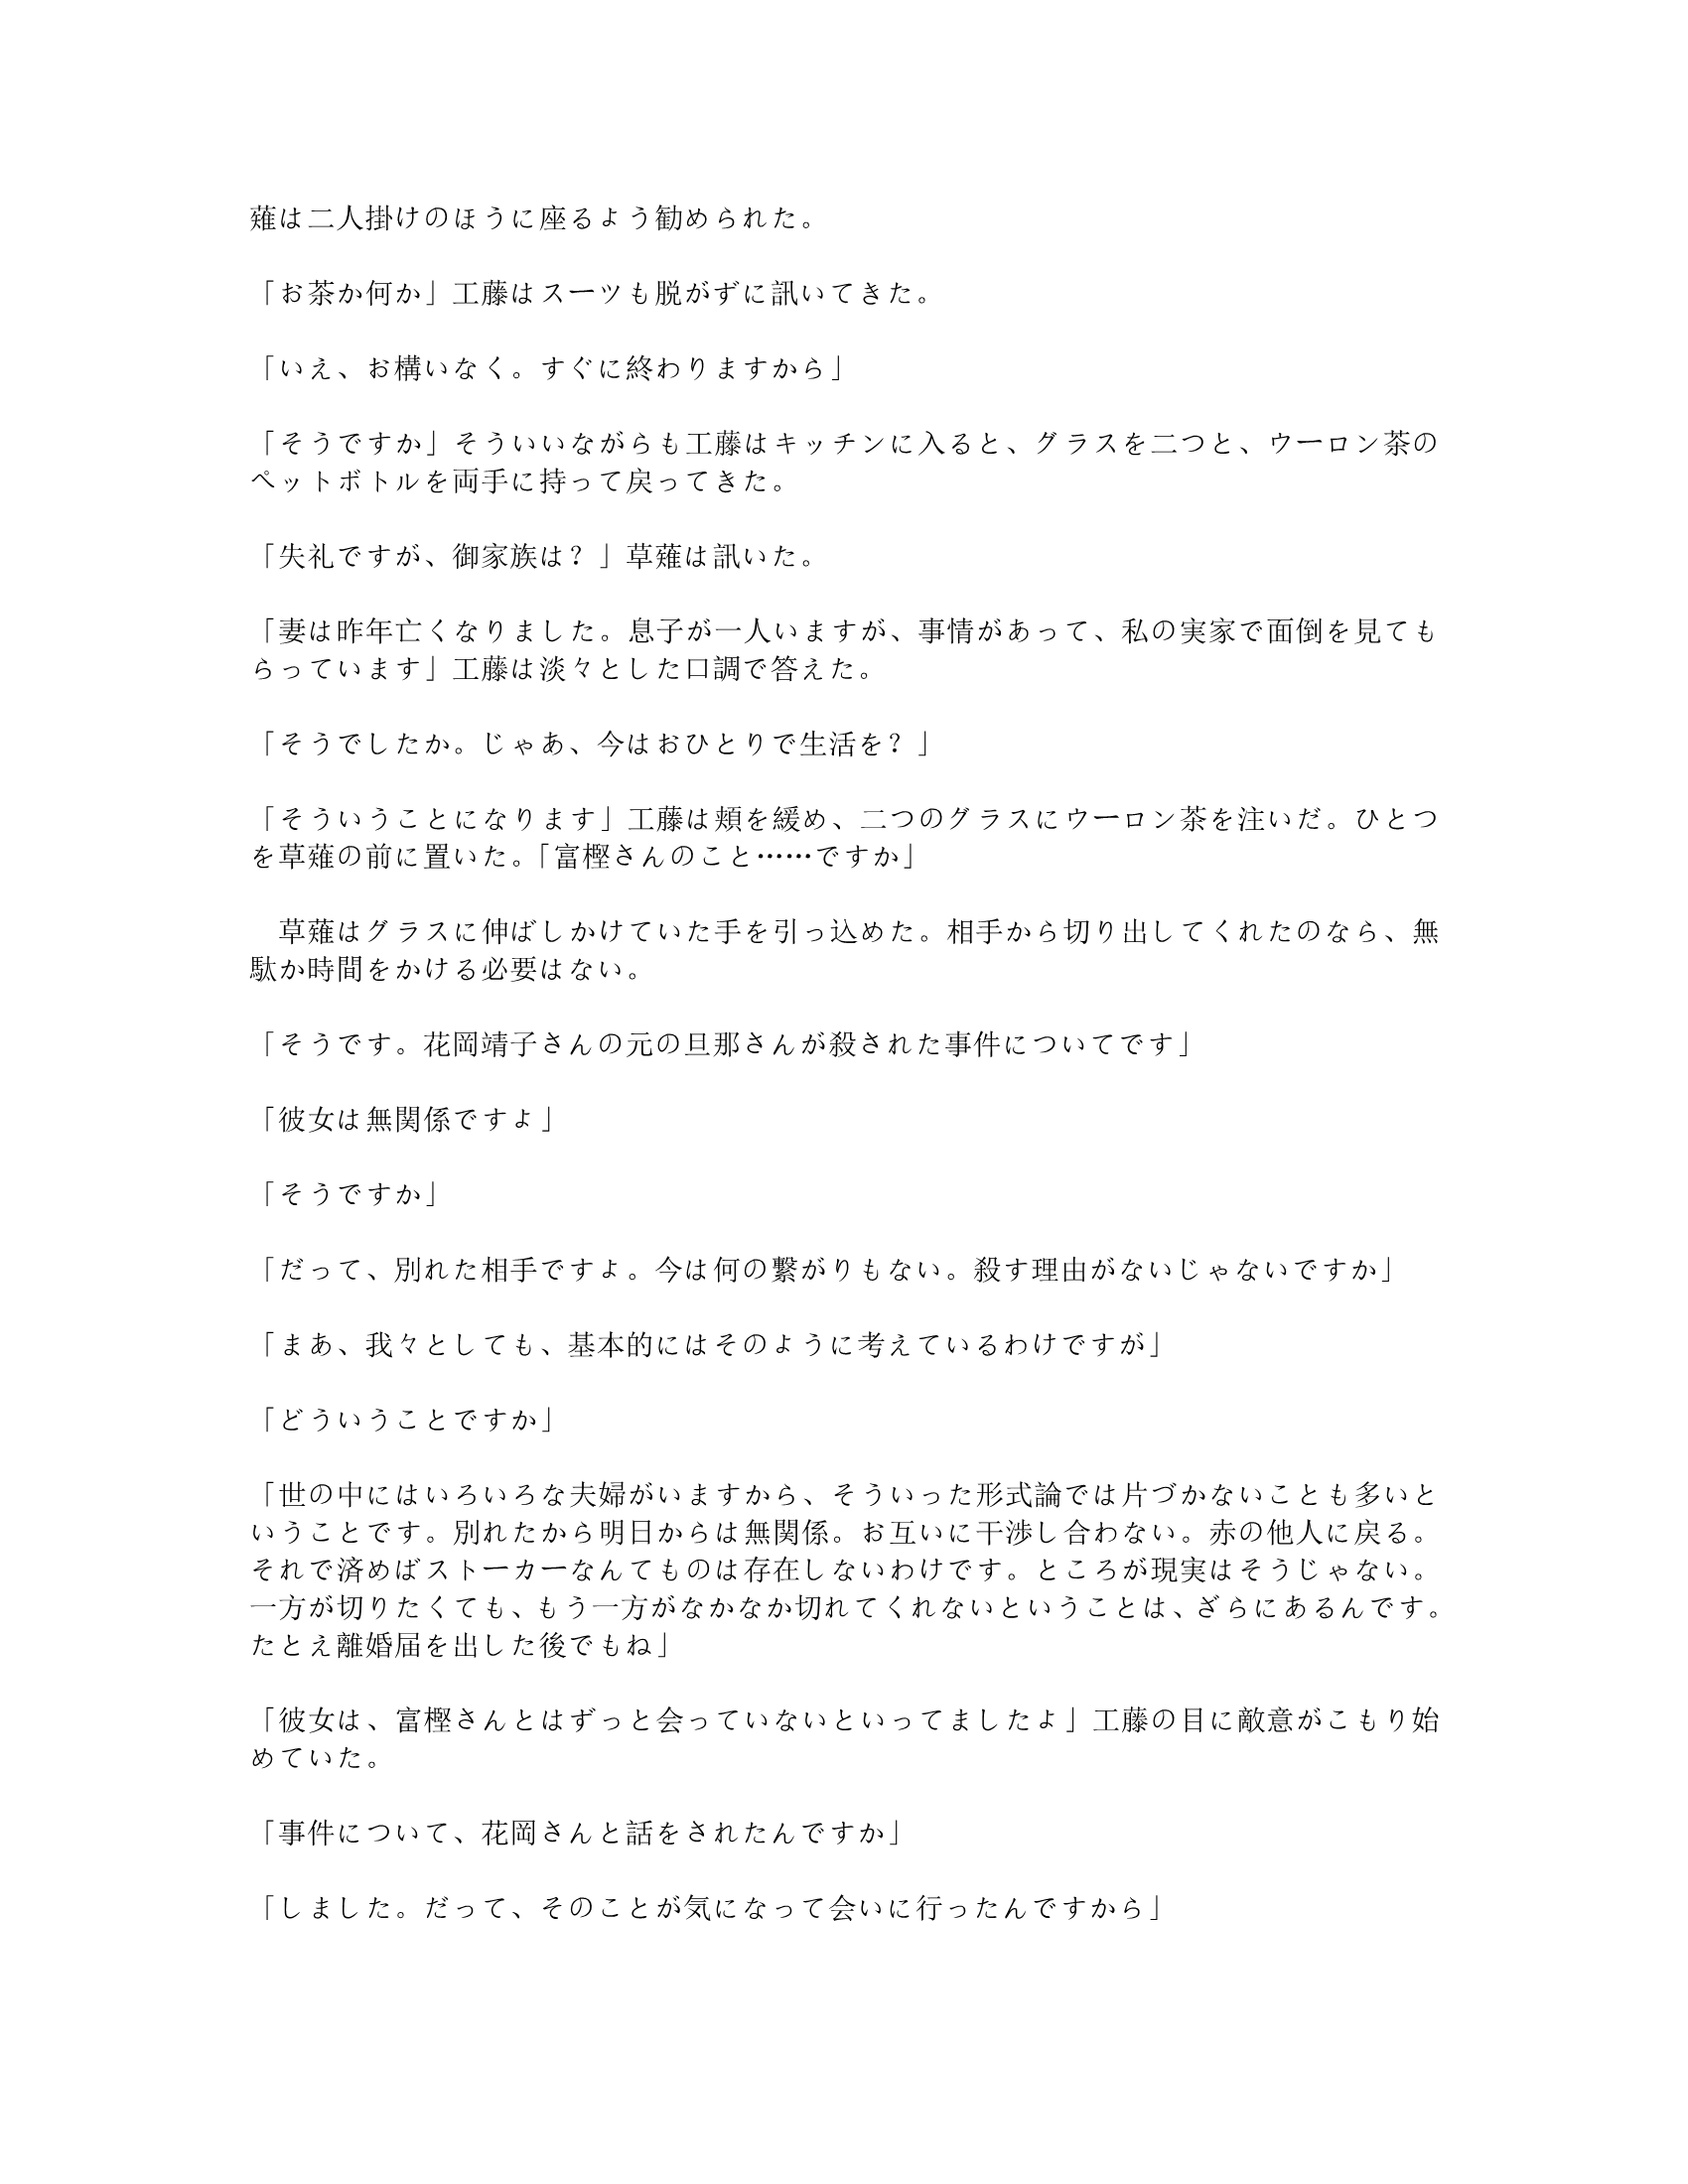 薙は二人掛けのほうに座るよう勧められた。
「お茶か何か」工藤はスーツも脱がずに訊いてきた。
「いえ、お構いなく。すぐに終わりますから」
「そうですか」そういいながらも工藤はキッチンに入ると、グラスを二つと、ウーロン茶の
ペットボトルを両手に持って戻ってきた。
「失礼ですが、御家族は？」草薙は訊いた。
「妻は昨年亡くなりました。息子が一人いますが、事情があって、私の実家で面倒を見ても
らっています」工藤は淡々とした口調で答えた。
「そうでしたか。じゃあ、今はおひとりで生活を？」
「そういうことになります」工藤は頬を緩め、二つのグラスにウーロン茶を注いだ。ひとつ
を草薙の前に置いた。「富樫さんのこと……ですか」
　草薙はグラスに伸ばしかけていた手を引っ込めた。相手から切り出してくれたのなら、無
駄か時間をかける必要はない。
「そうです。花岡靖子さんの元の旦那さんが殺された事件についてです」
「彼女は無関係ですよ」
「そうですか」
「だって、別れた相手ですよ。今は何の繋がりもない。殺す理由がないじゃないですか」
「まあ、我々としても、基本的にはそのように考えているわけですが」
「どういうことですか」
「世の中にはいろいろな夫婦がいますから、そういった形式論では片づかないことも多いと
いうことです。別れたから明日からは無関係。お互いに干渉し合わない。赤の他人に戻る。
それで済めばストーカーなんてものは存在しないわけです。ところが現実はそうじゃない。
一方が切りたくても、もう一方がなかなか切れてくれないということは、ざらにあるんです。
たとえ離婚届を出した後でもね」
「彼女は、富樫さんとはずっと会っていないといってましたよ」工藤の目に敵意がこもり始
めていた。
「事件について、花岡さんと話をされたんですか」
「しました。だって、そのことが気になって会いに行ったんですから」